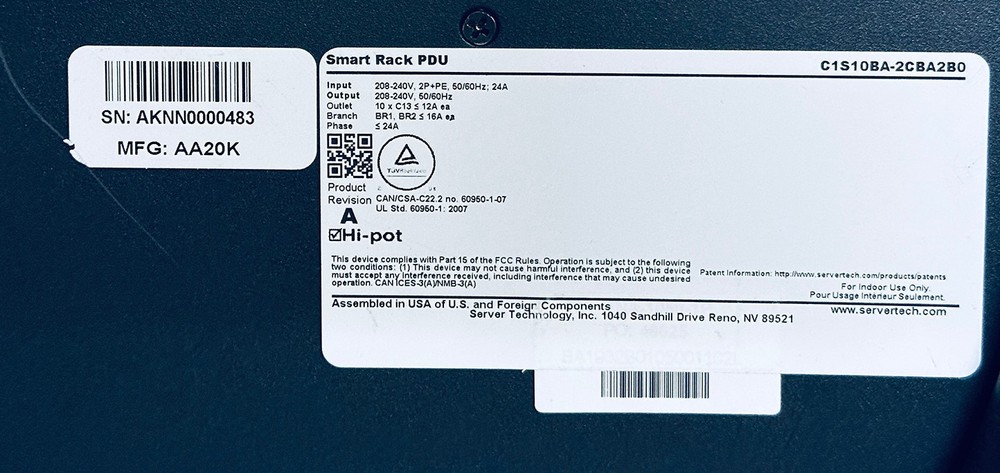 SN: AKNN0000483
MFG: AA20K
Smart Rack PDU
C1S10BA-2CBA2B0
Input 208-240V, 2P+PE, 50/60Hz; 24A
Output 208-240V, 50/60Hz
Outlet 10 x C13 ≤ 12A ea
Branch BR1, BR2 ≤ 16A ea
Phase ≤ 24A
Product
Revision
A
CAN/CSA-C22.2 no. 60950-1-07
UL Std. 60950-1: 2007
☑Hi-pot
This device complies with Part 15 of the FCC Rules. Operation is subject to the following
two conditions: (1) This device may not cause harmful interference, and (2) this device
must accept any interference received, including interference that may cause undesired
operation. CAN ICES-3(A)/NMB-3(A)
Patent Information: http://www.servertech.com/products/patents
For Indoor Use Only.
Pour Usage Interieur Seulement.
Assembled in USA of U.S. and Foreign Components
Server Technology, Inc. 1040 Sandhill Drive Reno, NV 89521
www.servertech.com